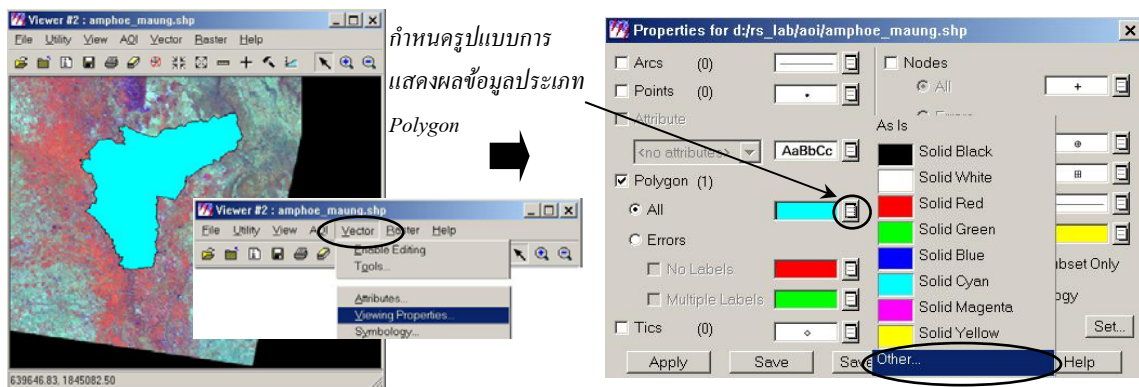 Viewer #2 : amphoe_maung.shp
File Utility View AOI Vector Raster Help
639646.83, 1845082.50
กำหนดรูปแบบการ
แสดงผลข้อมูลประเภท
Polygon
Viewer #2 : amphoe_maung.shp
File Utility View AOI Vector Raster Help
Enable Editing
Tools...
Attributes...
Viewing Properties...
Symbology...
Properties for d:/rs_lab/aoi/amphoe_maung.shp
Arcs (0)
Points (0)
Attribute
<no attributes> AaBbCc
Polygon (1)
All
Errors
No Labels
Multiple Labels
Tics (0)
Apply Save Save
Nodes
All
Errors
As Is
Solid Black
Solid White
Solid Red
Solid Green
Solid Blue
Solid Cyan
Solid Magenta
Solid Yellow
Other...
Subset Only
Set...
Help